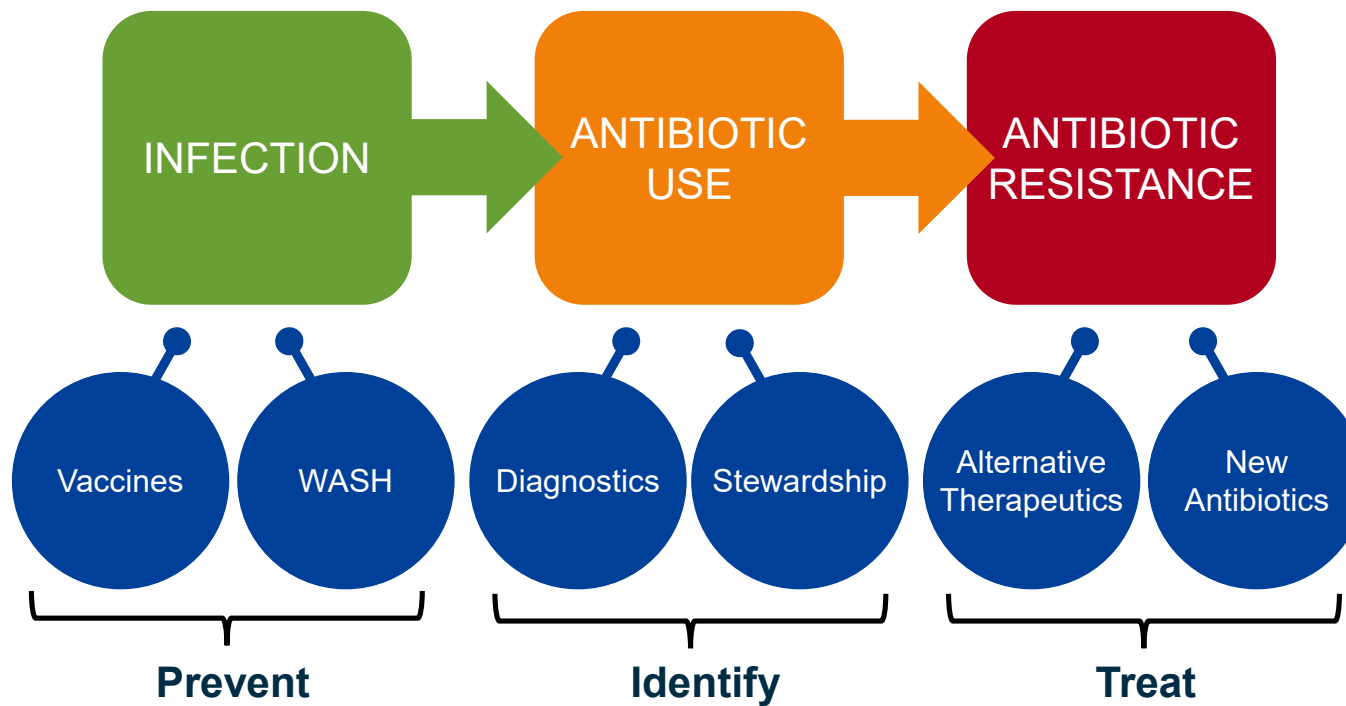 INFECTION
ANTIBIOTIC
USE
ANTIBIOTIC
RESISTANCE
Vaccines
WASH
Diagnostics
Stewardship
Alternative
Therapeutics
New
Antibiotics
Prevent
Identify
Treat